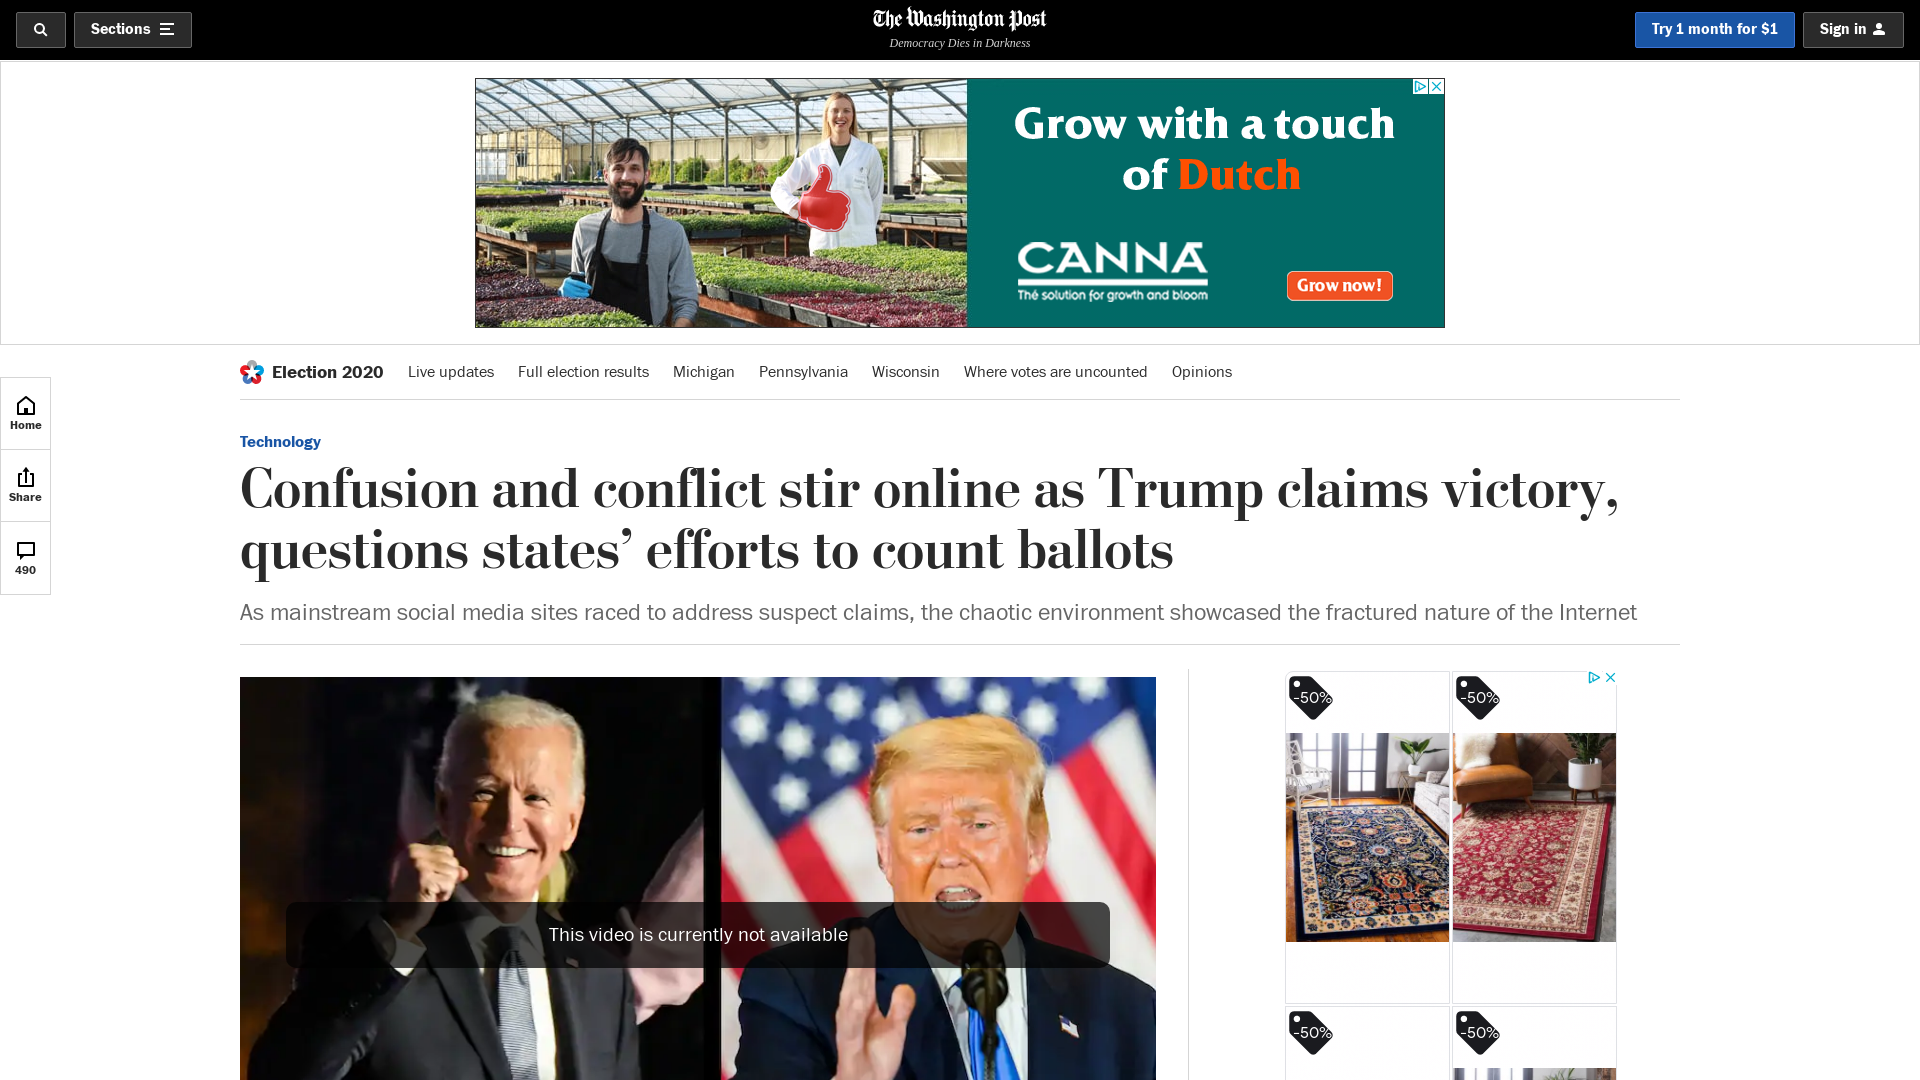 Sections
The Washington Post
Democracy Dies in Darkness
Try 1 month for $1
Sign in
Grow with a touch
of Dutch
CANNA
The solution for growth and bloom
Grow now!
Election 2020
Live updates
Full election results
Michigan
Pennsylvania
Wisconsin
Where votes are uncounted
Opinions
Home
Share
490
Technology
Confusion and conflict stir online as Trump claims victory,
questions states’ efforts to count ballots
As mainstream social media sites raced to address suspect claims, the chaotic environment showcased the fractured nature of the Internet
This video is currently not available
-50%
-50%
-50%
-50%